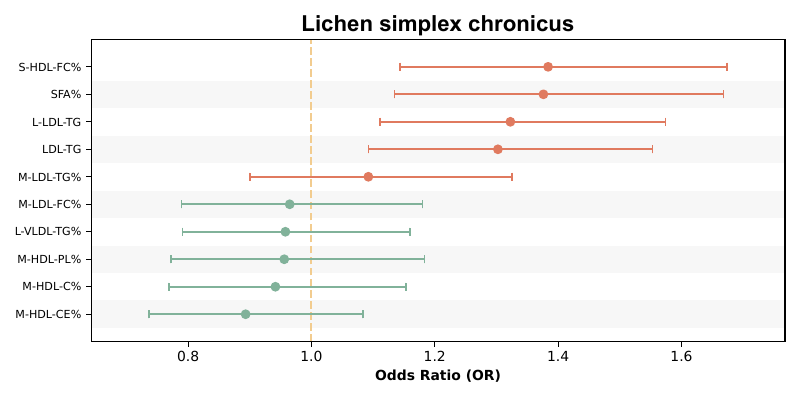 Lichen simplex chronicus
S-HDL-FC%
SFA%
L-LDL-TG
LDL-TG
M-LDL-TG%
M-LDL-FC%
L-VLDL-TG%
M-HDL-PL%
M-HDL-C%
M-HDL-CE%
0.8 1.0 1.2 1.4 1.6
Odds Ratio (OR)